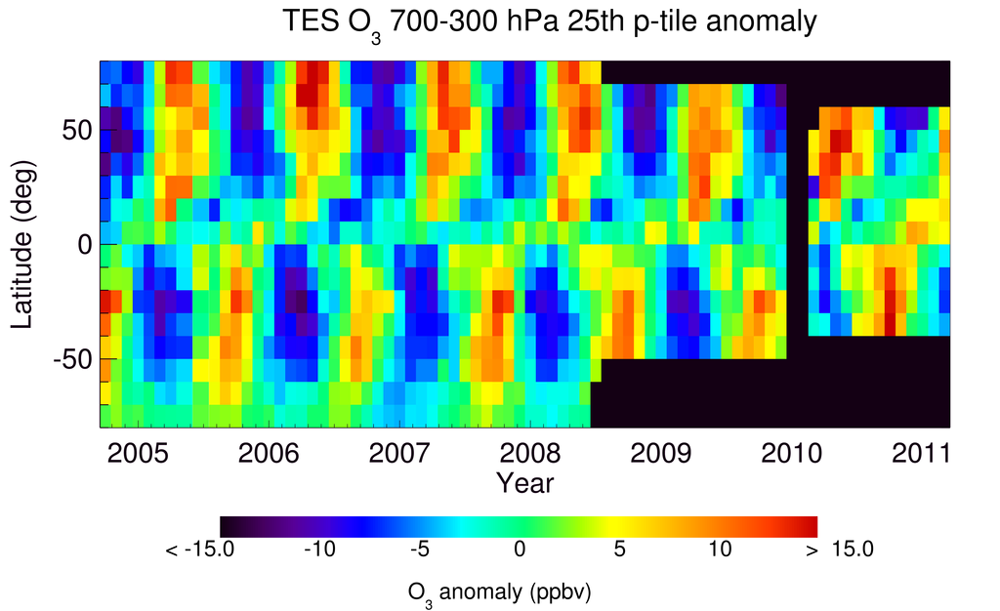 TES O₃ 700-300 hPa 25th p-tile anomaly
Latitude (deg)
50
0
-50
2005 2006 2007 2008 2009 2010 2011
Year
< -15.0 -10 -5 0 5 10 > 15.0
O₃ anomaly (ppbv)